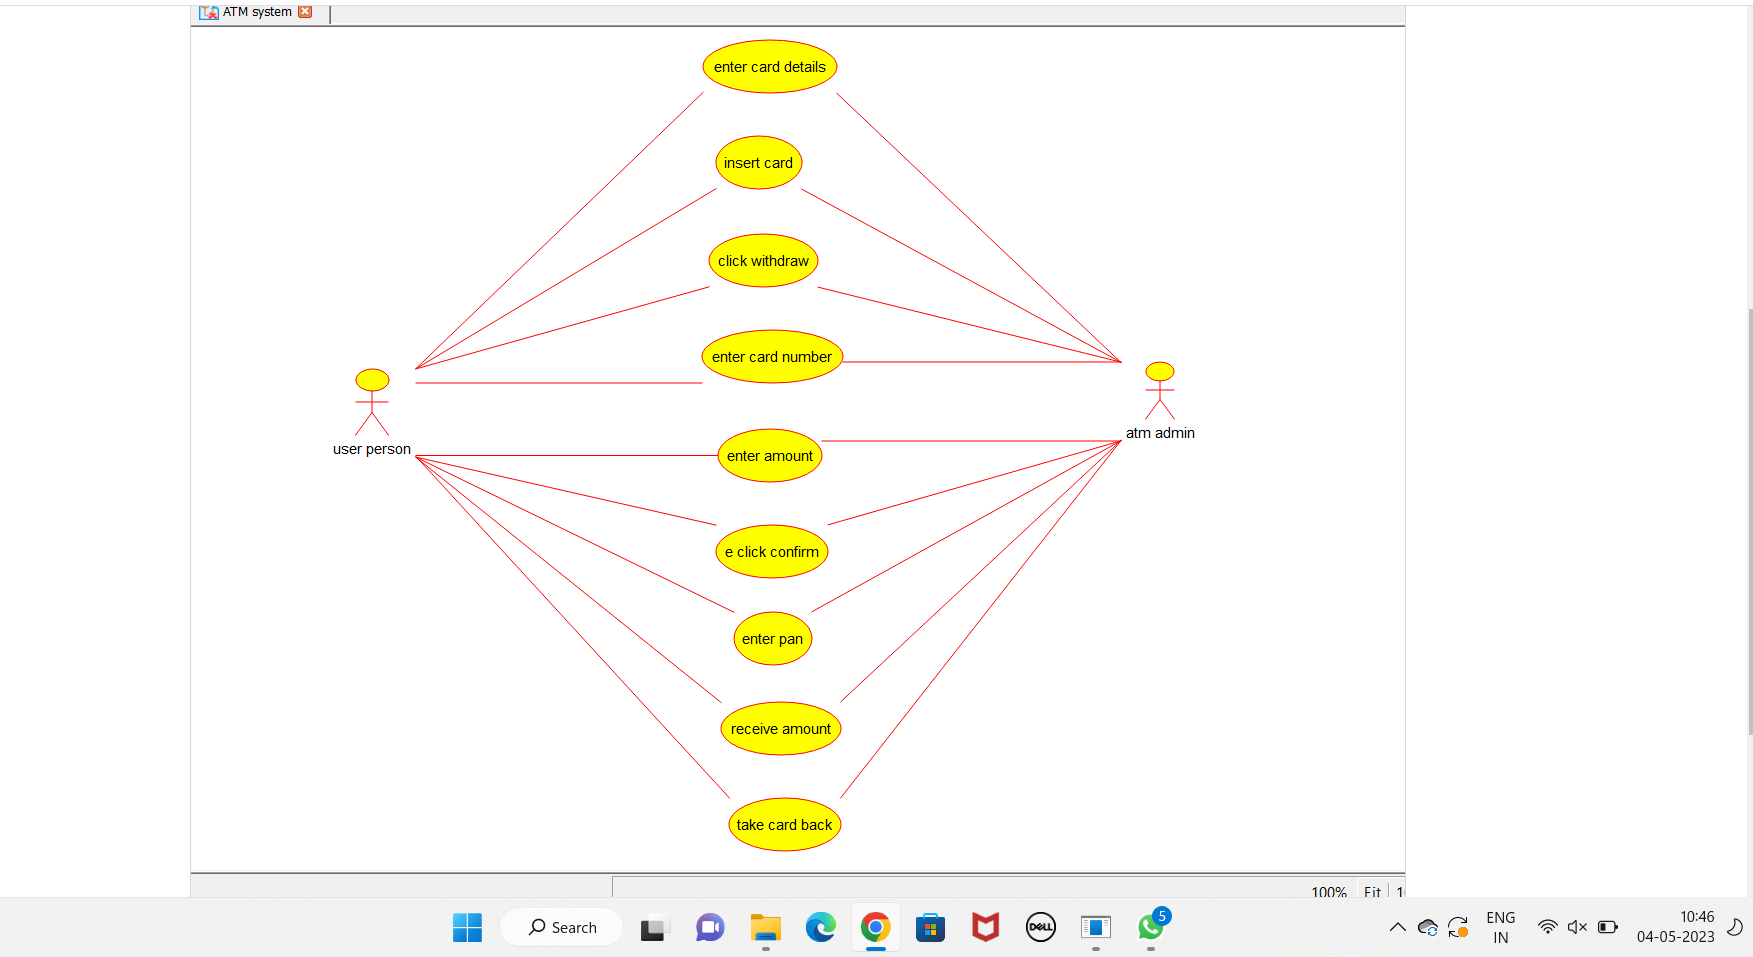 ATM system
enter card details
insert card
click withdraw
enter card number
user person
atm admin
enter amount
e click confirm
enter pan
receive amount
take card back
100%
Fit
Search
DELL
5
ENG
IN
10:46
04-05-2023